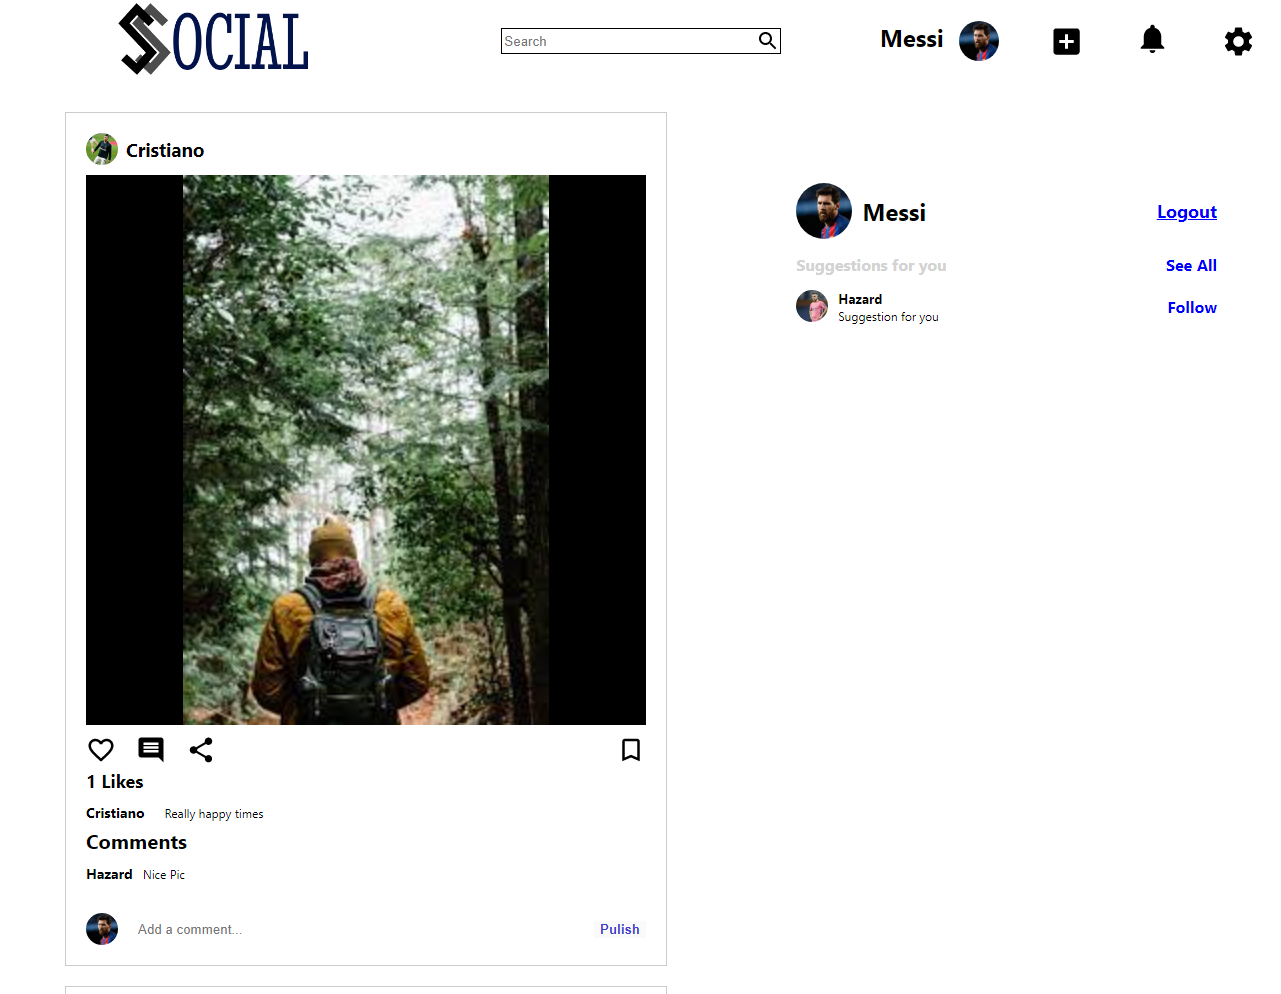 SOCIAL
Search
Messi
Cristiano
Messi
Logout
Suggestions for you
See All
Hazard
Suggestion for you
Follow
1 Likes
Cristiano Really happy times
Comments
Hazard Nice Pic
Add a comment...
Pulish